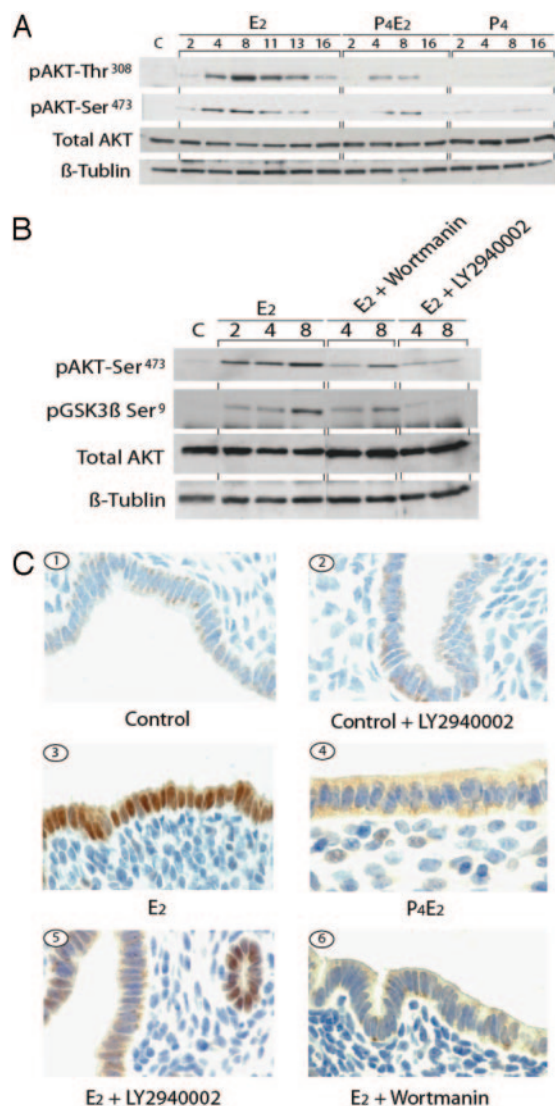 A
E2
P4E2
P4
C 2 4 8 11 13 16 2 4 8 16 2 4 8 16
pAKT-Thr308
pAKT-Ser473
Total AKT
ß-Tublin
B
E2
E2 + Wortmanin
E2 + LY2940002
C 2 4 8 4 8 4 8
pAKT-Ser473
pGSK3ß Ser9
Total AKT
ß-Tublin
C
1
2
Control
Control + LY2940002
3
4
E2
P4E2
5
6
E2 + LY2940002
E2 + Wortmanin